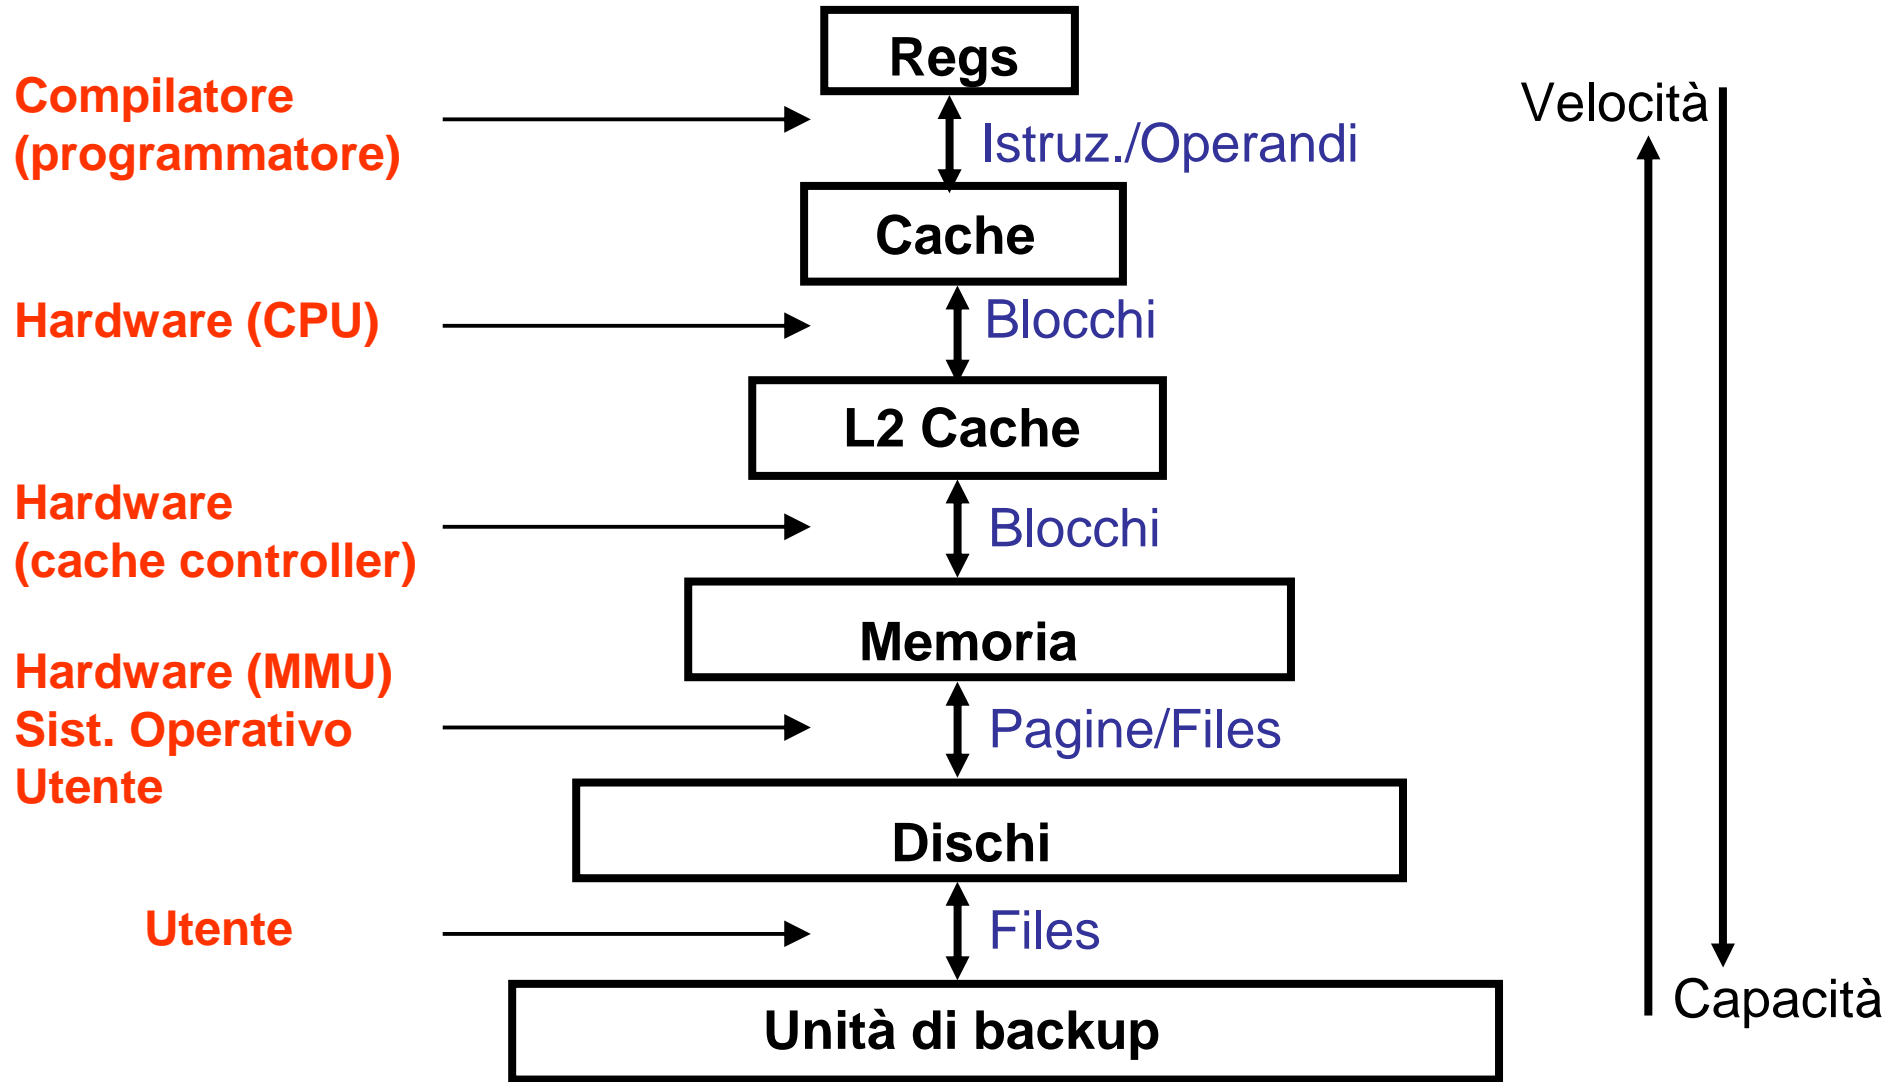 Regs
Compilatore
(programmatore)
Istruz./Operandi
Velocità
Cache
Hardware (CPU)
Blocchi
L2 Cache
Hardware
(cache controller)
Blocchi
Memoria
Hardware (MMU)
Sist. Operativo
Utente
Pagine/Files
Dischi
Utente
Files
Capacità
Unità di backup